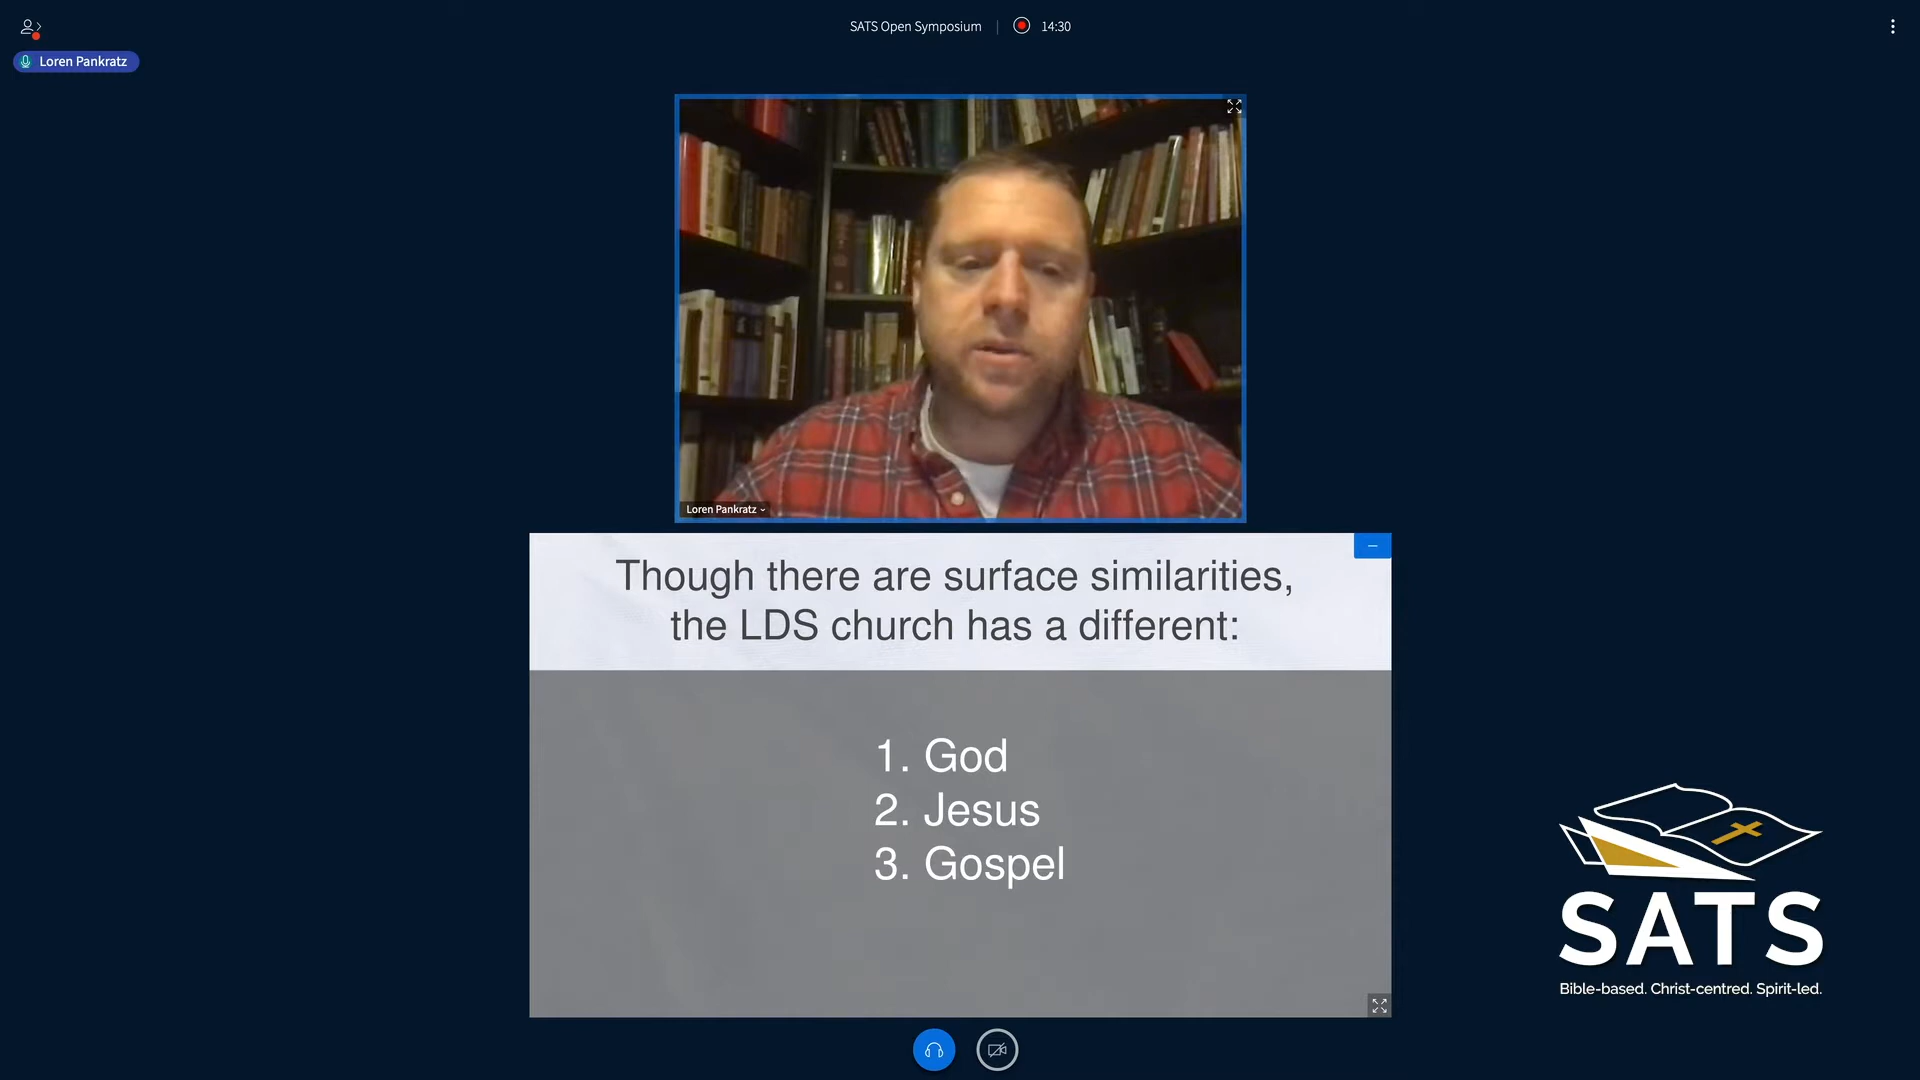 SATS Open Symposium
14:30
Loren Pankratz
Loren Pankratz
Though there are surface similarities,
the LDS church has a different:
1. God
2. Jesus
3. Gospel
SATS
Bible-based. Christ-centred. Spirit-led.